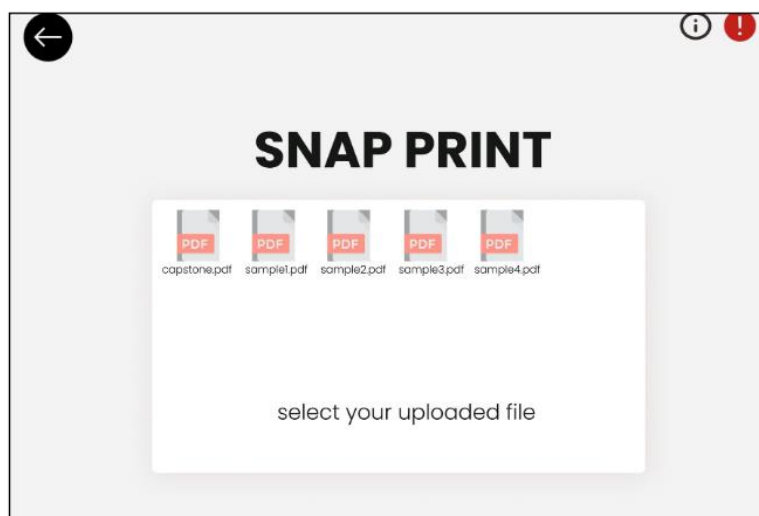 SNAP PRINT
PDF PDF PDF PDF PDF
capstone.pdf sample1.pdf sample2.pdf sample3.pdf sample4.pdf
select your uploaded file